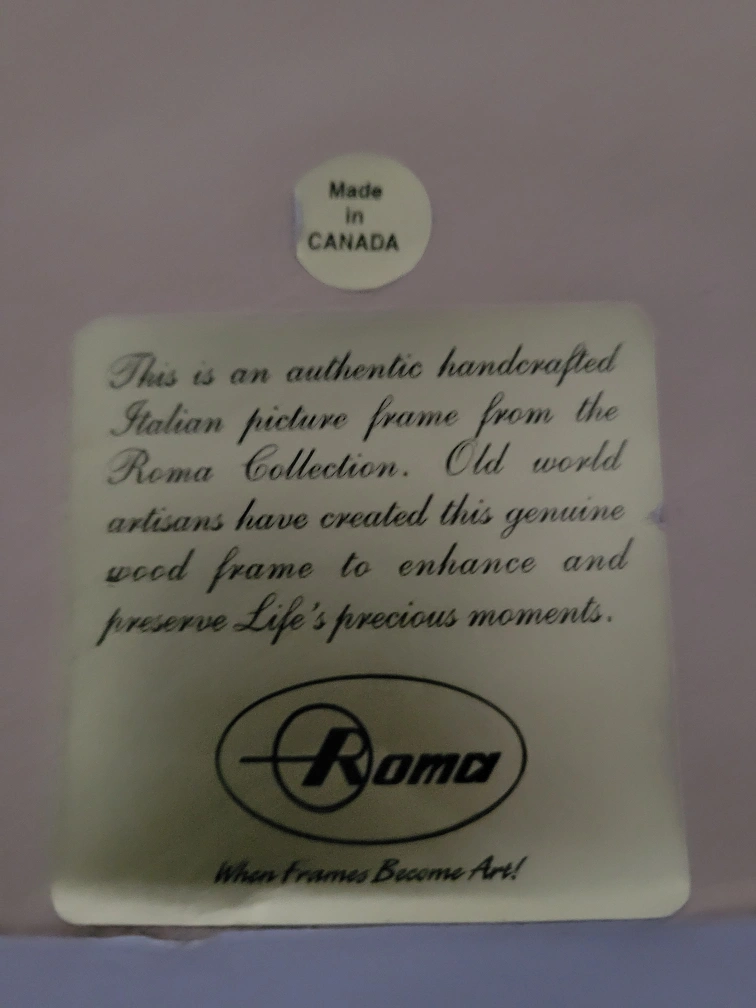 Made
in
CANADA
This is an authentic handcrafted
Italian picture frame from the
Roma Collection. Old world
artisans have created this genuine
wood frame to enhance and
preserve Life's precious moments.
Roma
When Frames Become Art!